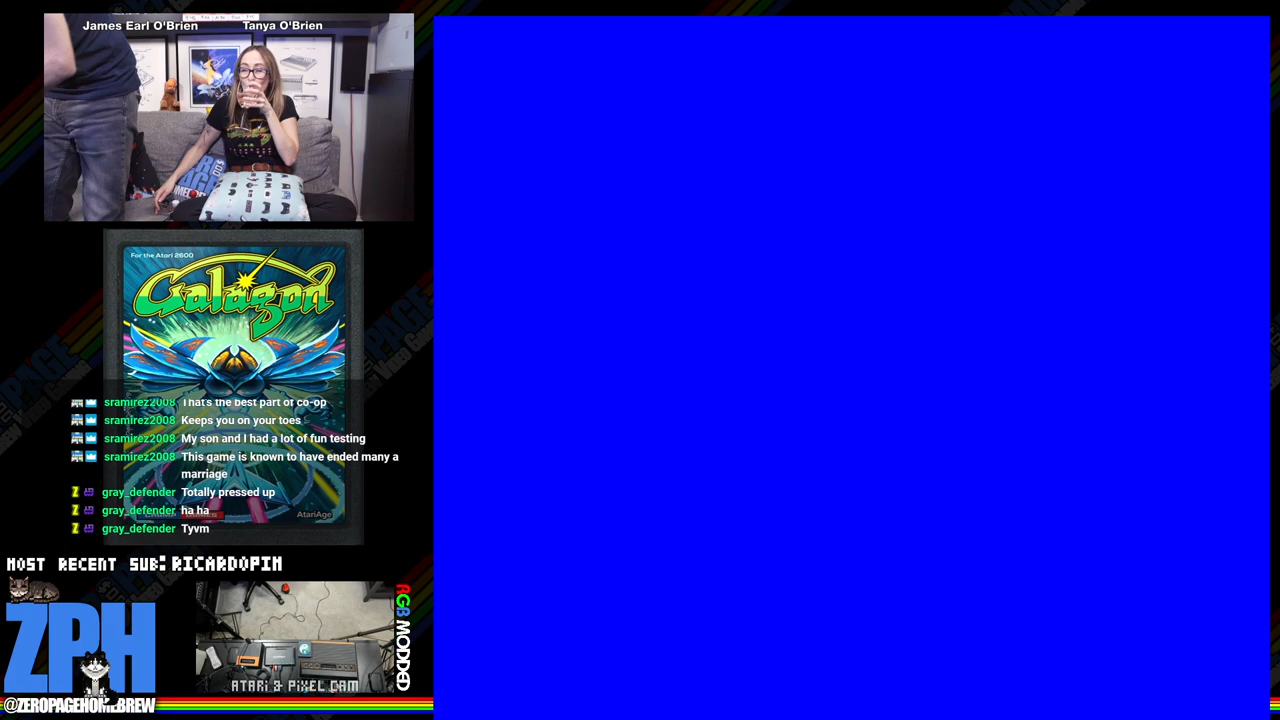 James Earl O'Brien
Tanya O'Brien
For the Atari 2600
Galagon
sramirez2008 That's the best part of co-op
sramirez2008 Keeps you on your toes
sramirez2008 My son and I had a lot of fun testing
sramirez2008 This game is known to have ended many a
marriage
gray_defender Totally pressed up
gray_defender ha ha
gray_defender Tyvm
GAMES
AtariAge
MOST RECENT SUB: RICARDOPIM
ZPH
@ZEROPAGEHOMEBREW
RGB MODDED
ATARI & PIXEL CAM